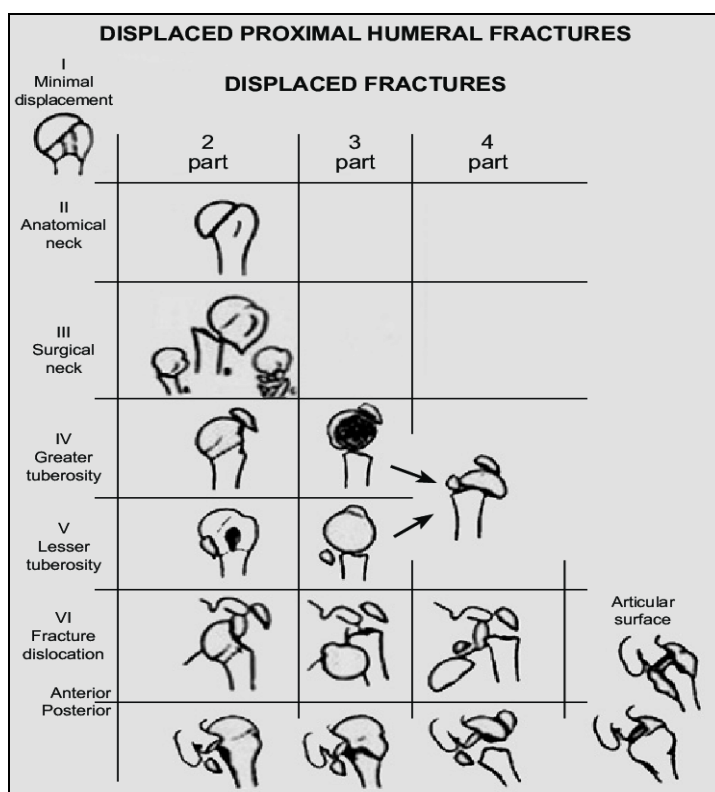 DISPLACED PROXIMAL HUMERAL FRACTURES
I
Minimal
displacement
DISPLACED FRACTURES
2
part
3
part
4
part
II
Anatomical
neck
III
Surgical
neck
IV
Greater
tuberosity
V
Lesser
tuberosity
VI
Fracture
dislocation
Articular
surface
Anterior
Posterior